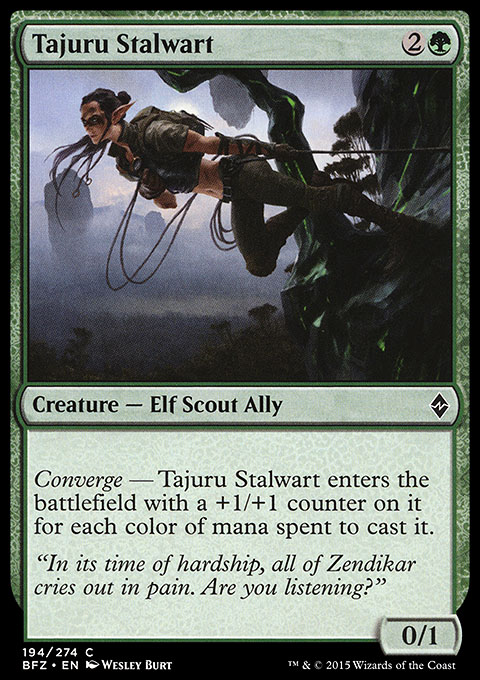 Tajuru Stalwart 2
Creature — Elf Scout Ally
Converge — Tajuru Stalwart enters the
battlefield with a +1/+1 counter on it
for each color of mana spent to cast it.
“In its time of hardship, all of Zendikar
cries out in pain. Are you listening?”
0/1
194/274 C
BFZ • EN Wesley Burt
™ & © 2015 Wizards of the Coast